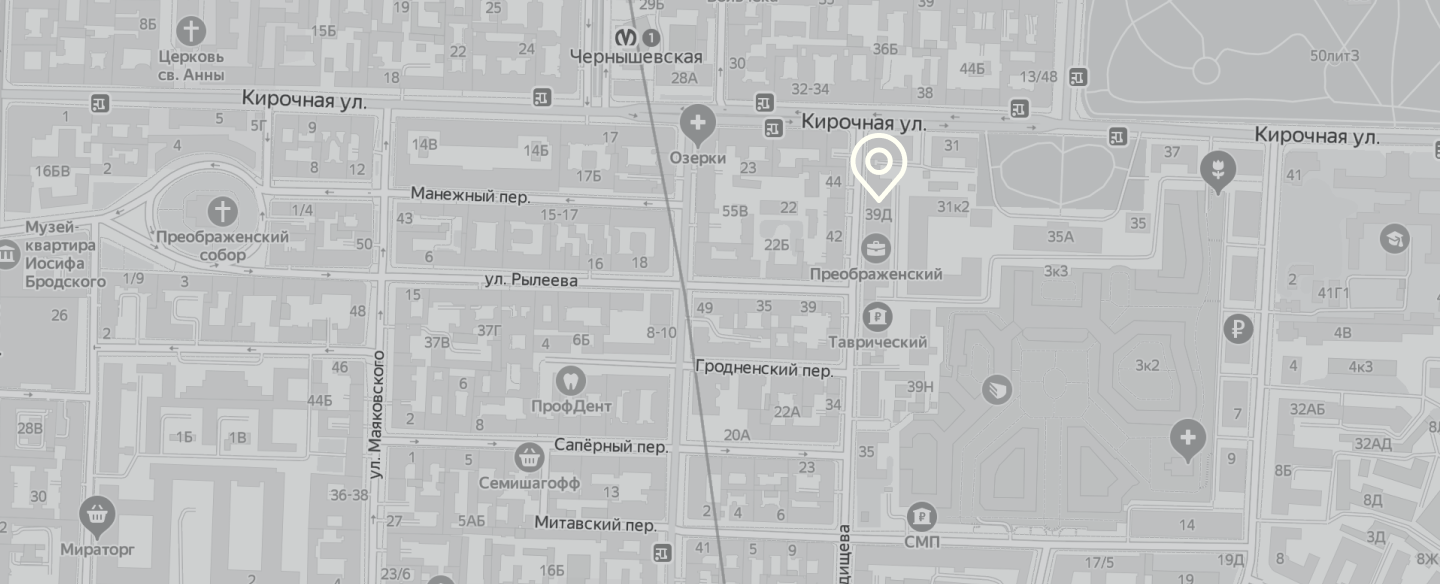 29Б
19
25
39
8Б
15Б
22
24
Церковь
св. Анны
18
1
Чернышевская
28А
30
36Б
44Б
13/48
50литЗ
32-34
38
Кирочная ул.
Кирочная ул.
Кирочная ул.
1
5
5Г
9
17
14В
14Б
4
2
16БВ
8
12
17Б
Озерки
23
31
37
41
44
Манежный пер.
1/4
43
15-17
55В
22
31к2
39Д
35
35А
Музей-
квартира
Иосифа
Бродского
Преображенский
собор
50
6
16
18
22Б
42
Преображенский
3к3
2
41Г1
1/9
3
ул. Рылеева
15
49
35
39
26
2
48
37В
37Г
4
6Б
8-10
Таврический
4В
46
Гродненский пер.
3к2
4
4к3
44Б
6
ПрофДент
39Н
22А
34
7
32АБ
28В
1Б
1В
2
8
20А
32АД
ул. Маяковского
Сапёрный пер.
1
5
Семишагофф
23
35
9
8Б
30
36-38
13
8Д
27
5АБ
Митавский пер.
2
4
6
СМП
14
3Д
Мираторг
41
5
9
17/5
19Д
8
8Ж
23/6
2
16Б
19